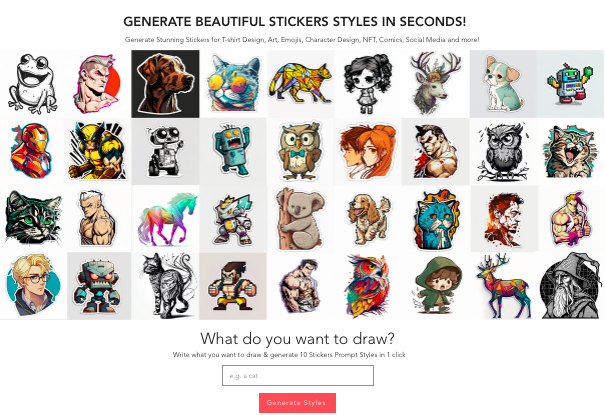 GENERATE BEAUTIFUL STICKERS STYLES IN SECONDS!
Generate Stunning Stickers for T-shirt Design, Art, Emojis, Character Design, NFT, Comics, Social Media and more!
What do you want to draw?
Write what you want to draw & generate 10 Stickers Prompt Styles in 1 click
e.g. a cat
Generate Styles